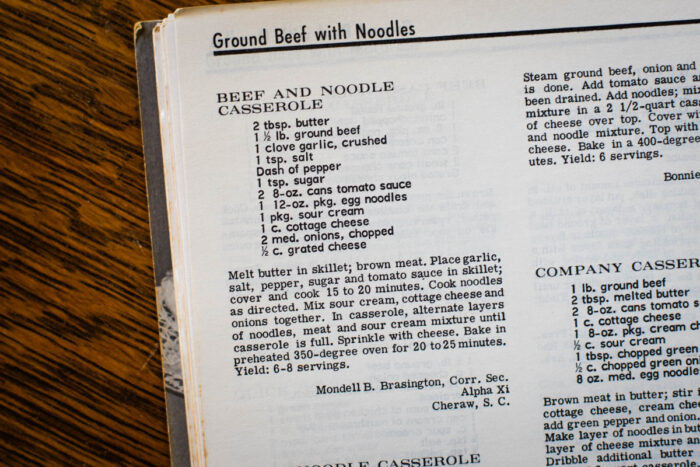 Ground Beef with Noodles
BEEF AND NOODLE
CASSEROLE
2 tbsp. butter
1 ½ lb. ground beef
1 clove garlic, crushed
1 tsp. salt
Dash of pepper
1 tsp. sugar
2 8-oz. cans tomato sauce
1 12-oz. pkg. egg noodles
1 pkg. sour cream
1 c. cottage cheese
2 med. onions, chopped
½ c. grated cheese
Melt butter in skillet; brown meat. Place garlic,
salt, pepper, sugar and tomato sauce in skillet;
cover and cook 15 to 20 minutes. Cook noodles
as directed. Mix sour cream, cottage cheese and
onions together. In casserole, alternate layers
of noodles, meat and sour cream mixture until
casserole is full. Sprinkle with cheese. Bake in
preheated 350-degree oven for 20 to 25 minutes.
Yield: 6-8 servings.
Mondell B. Brasington, Corr. Sec.
Alpha Xi
Cheraw, S. C.
NOODLE CASSEROLE
Steam ground beef, onion and
is done. Add tomato sauce
been drained. Add noodles;
mixture in a 2 1/2-quart
of cheese over top. Cover
and noodle mixture. Top with
cheese. Bake in a 400-degree
utes. Yield: 6 servings.
Bonnie
COMPANY
1 lb. ground beef
2 tbsp. melted butter
2 8-oz. cans tomato
1 c. cottage cheese
1 8-oz. pkg. cream
½ c. sour cream
1 tbsp. chopped green
½ c. chopped green
8 oz. med. egg
Brown meat in butter; stir
cottage cheese, cream
add green pepper and onion.
Make layer of noodles in
layer of cheese mixture
Dribble additional butter
casserole